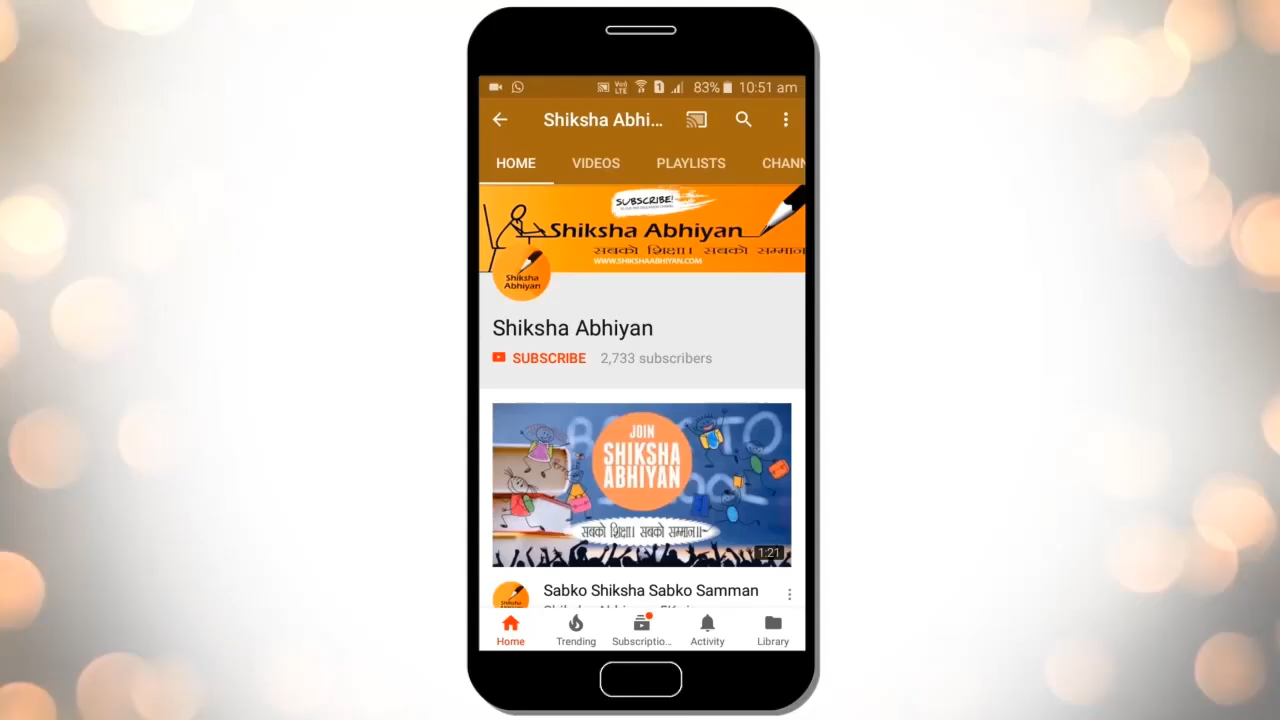 VoLTE 1 83% 10:51 am
Shiksha Abhi...
HOME VIDEOS PLAYLISTS CHANN
SUBSCRIBE!
Shiksha Abhiyan
सबको शिक्षा। सबको सम्मान
WWW.SHIKSHAABHIYAN.COM
Shiksha
Abhiyan
Shiksha Abhiyan
SUBSCRIBE 2,733 subscribers
JOIN
SHIKSHA
ABHIYAN
सबको शिक्षा। सबको सम्मान॥
1:21
Sabko Shiksha Sabko Samman
Home Trending Subscriptio... Activity Library